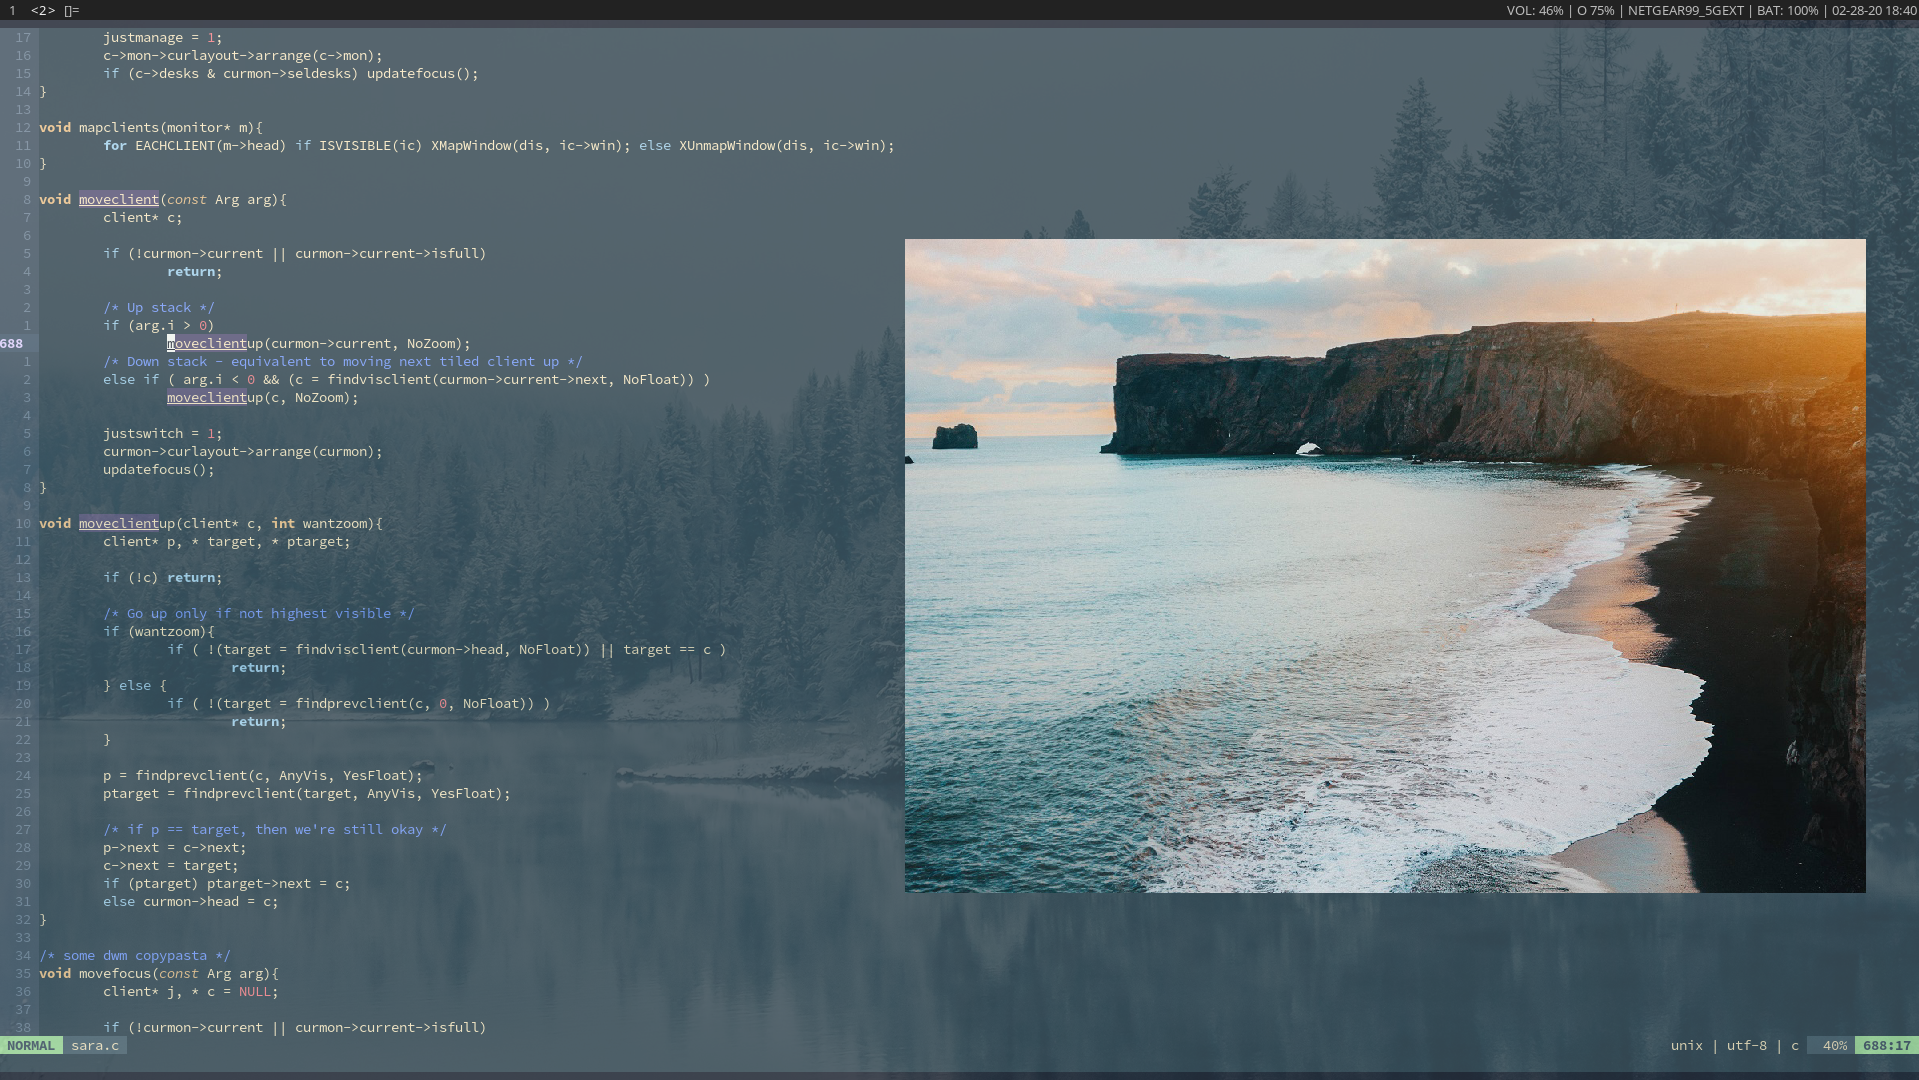 1 <2> []= VOL: 46% | O 75% | NETGEAR99_5GEXT | BAT: 100% | 02-28-20 18:40
17 justmanage = 1;
16 c->mon->curlayout->arrange(c->mon);
15 if (c->desks & curmon->seldesks) updatefocus();
14 }
13
12 void mapclients(monitor* m){
11 for EACHCLIENT(m->head) if ISVISIBLE(ic) XMapWindow(dis, ic->win); else XUnmapWindow(dis, ic->win);
10 }
9
8 void moveclient(const Arg arg){
7 client* c;
6
5 if (!curmon->current || curmon->current->isfull)
4 return;
3
2 /* Up stack */
1 if (arg.i > 0)
688 moveclientup(curmon->current, NoZoom);
1 /* Down stack - equivalent to moving next tiled client up */
2 else if ( arg.i < 0 && (c = findvisclient(curmon->current->next, NoFloat)) )
3 moveclientup(c, NoZoom);
4
5 justswitch = 1;
6 curmon->curlayout->arrange(curmon);
7 updatefocus();
8 }
9
10 void moveclientup(client* c, int wantzoom){
11 client* p, * target, * ptarget;
12
13 if (!c) return;
14
15 /* Go up only if not highest visible */
16 if (wantzoom){
17 if ( !(target = findvisclient(curmon->head, NoFloat)) || target == c )
18 return;
19 } else {
20 if ( !(target = findprevclient(c, 0, NoFloat)) )
21 return;
22 }
23
24 p = findprevclient(c, AnyVis, YesFloat);
25 ptarget = findprevclient(target, AnyVis, YesFloat);
26
27 /* if p == target, then we're still okay */
28 p->next = c->next;
29 c->next = target;
30 if (ptarget) ptarget->next = c;
31 else curmon->head = c;
32 }
33
34 /* some dwm copypasta */
35 void movefocus(const Arg arg){
36 client* j, * c = NULL;
37
38 if (!curmon->current || curmon->current->isfull)
NORMAL sara.c unix | utf-8 | c 40% 688:17